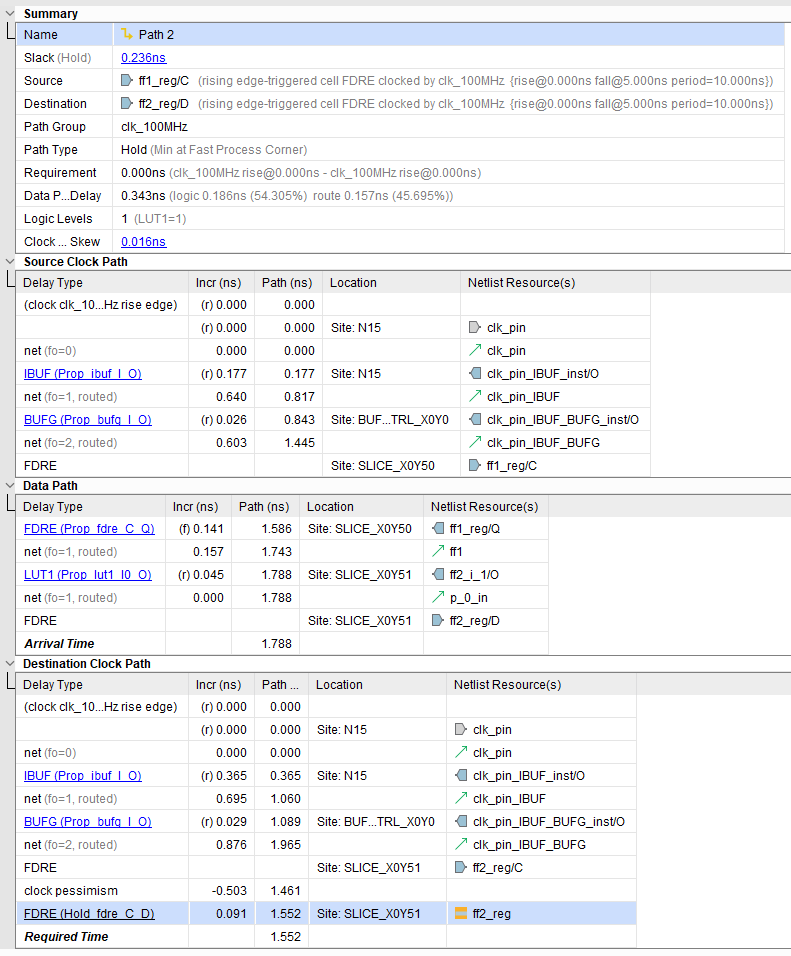 Summary
Name Path 2
Slack (Hold) 0.236ns
Source ff1_reg/C (rising edge-triggered cell FDRE clocked by clk_100MHz {rise@0.000ns fall@5.000ns period=10.000ns})
Destination ff2_reg/D (rising edge-triggered cell FDRE clocked by clk_100MHz {rise@0.000ns fall@5.000ns period=10.000ns})
Path Group clk_100MHz
Path Type Hold (Min at Fast Process Corner)
Requirement 0.000ns (clk_100MHz rise@0.000ns - clk_100MHz rise@0.000ns)
Data P...Delay 0.343ns (logic 0.186ns (54.305%) route 0.157ns (45.695%))
Logic Levels 1 (LUT1=1)
Clock ... Skew 0.016ns
Source Clock Path
Delay Type Incr (ns) Path (ns) Location Netlist Resource(s)
(clock clk_10...Hz rise edge) (r) 0.000 0.000
(r) 0.000 0.000 Site: N15 clk_pin
net (fo=0) 0.000 0.000 clk_pin
IBUF (Prop_ibuf_I_O) (r) 0.177 0.177 Site: N15 clk_pin_IBUF_inst/O
net (fo=1, routed) 0.640 0.817 clk_pin_IBUF
BUFG (Prop_bufg_I_O) (r) 0.026 0.843 Site: BUF...TRL_X0Y0 clk_pin_IBUF_BUFG_inst/O
net (fo=2, routed) 0.603 1.445 clk_pin_IBUF_BUFG
FDRE Site: SLICE_X0Y50 ff1_reg/C
Data Path
Delay Type Incr (ns) Path (ns) Location Netlist Resource(s)
FDRE (Prop_fdre_C_Q) (f) 0.141 1.586 Site: SLICE_X0Y50 ff1_reg/Q
net (fo=1, routed) 0.157 1.743 ff1
LUT1 (Prop_lut1_I0_O) (r) 0.045 1.788 Site: SLICE_X0Y51 ff2_i_1/O
net (fo=1, routed) 0.000 1.788 p_0_in
FDRE Site: SLICE_X0Y51 ff2_reg/D
Arrival Time 1.788
Destination Clock Path
Delay Type Incr (ns) Path ... Location Netlist Resource(s)
(clock clk_10...Hz rise edge) (r) 0.000 0.000
(r) 0.000 0.000 Site: N15 clk_pin
net (fo=0) 0.000 0.000 clk_pin
IBUF (Prop_ibuf_I_O) (r) 0.365 0.365 Site: N15 clk_pin_IBUF_inst/O
net (fo=1, routed) 0.695 1.060 clk_pin_IBUF
BUFG (Prop_bufg_I_O) (r) 0.029 1.089 Site: BUF...TRL_X0Y0 clk_pin_IBUF_BUFG_inst/O
net (fo=2, routed) 0.876 1.965 clk_pin_IBUF_BUFG
FDRE Site: SLICE_X0Y51 ff2_reg/C
clock pessimism -0.503 1.461
FDRE (Hold_fdre_C_D) 0.091 1.552 Site: SLICE_X0Y51 ff2_reg
Required Time 1.552